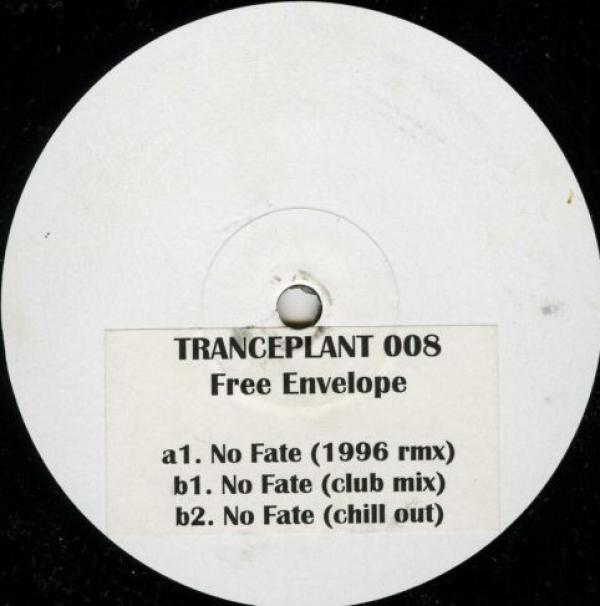 TRANCEPLANT 008
Free Envelope
a1. No Fate (1996 rmx)
b1. No Fate (club mix)
b2. No Fate (chill out)